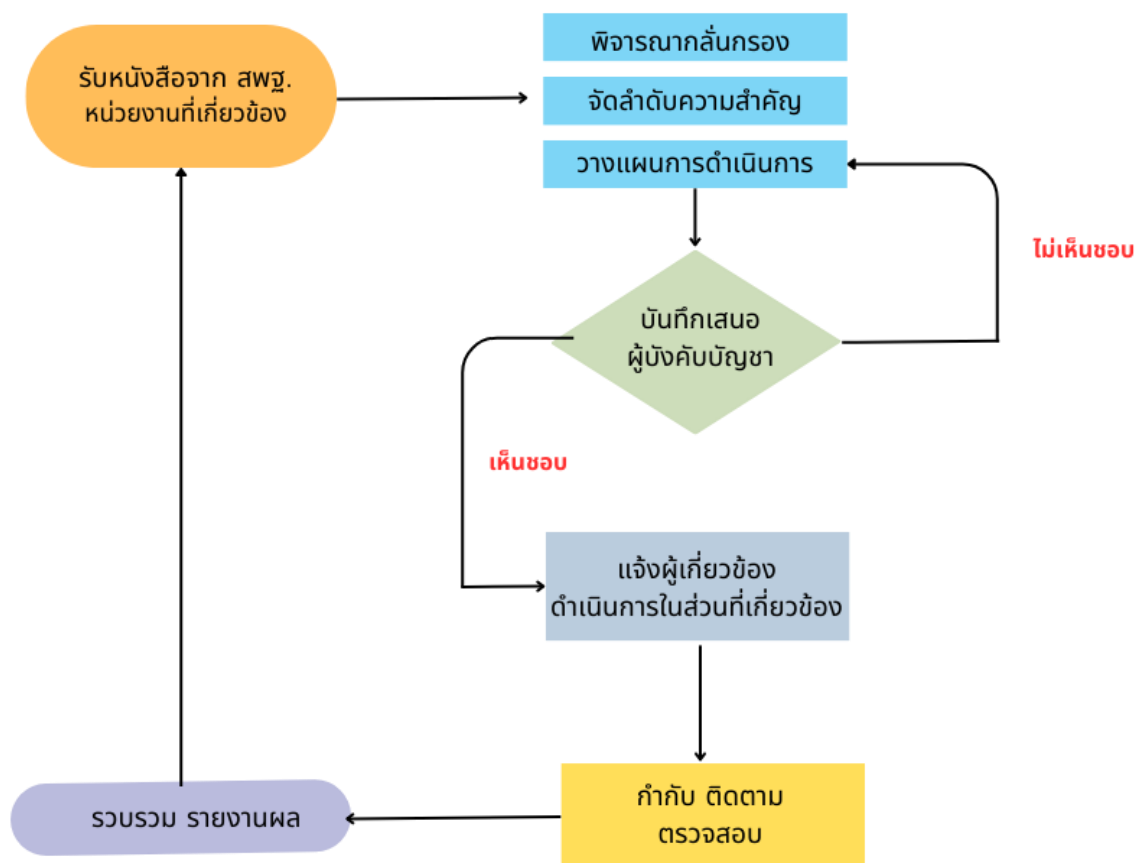 รับหนังสือจาก สพฐ.
หน่วยงานที่เกี่ยวข้อง
พิจารณากลั่นกรอง
จัดลำดับความสำคัญ
วางแผนการดำเนินการ
ไม่เห็นชอบ
บันทึกเสนอ
ผู้บังคับบัญชา
เห็นชอบ
แจ้งผู้เกี่ยวข้อง
ดำเนินการในส่วนที่เกี่ยวข้อง
กำกับ ติดตาม
ตรวจสอบ
รวบรวม รายงานผล